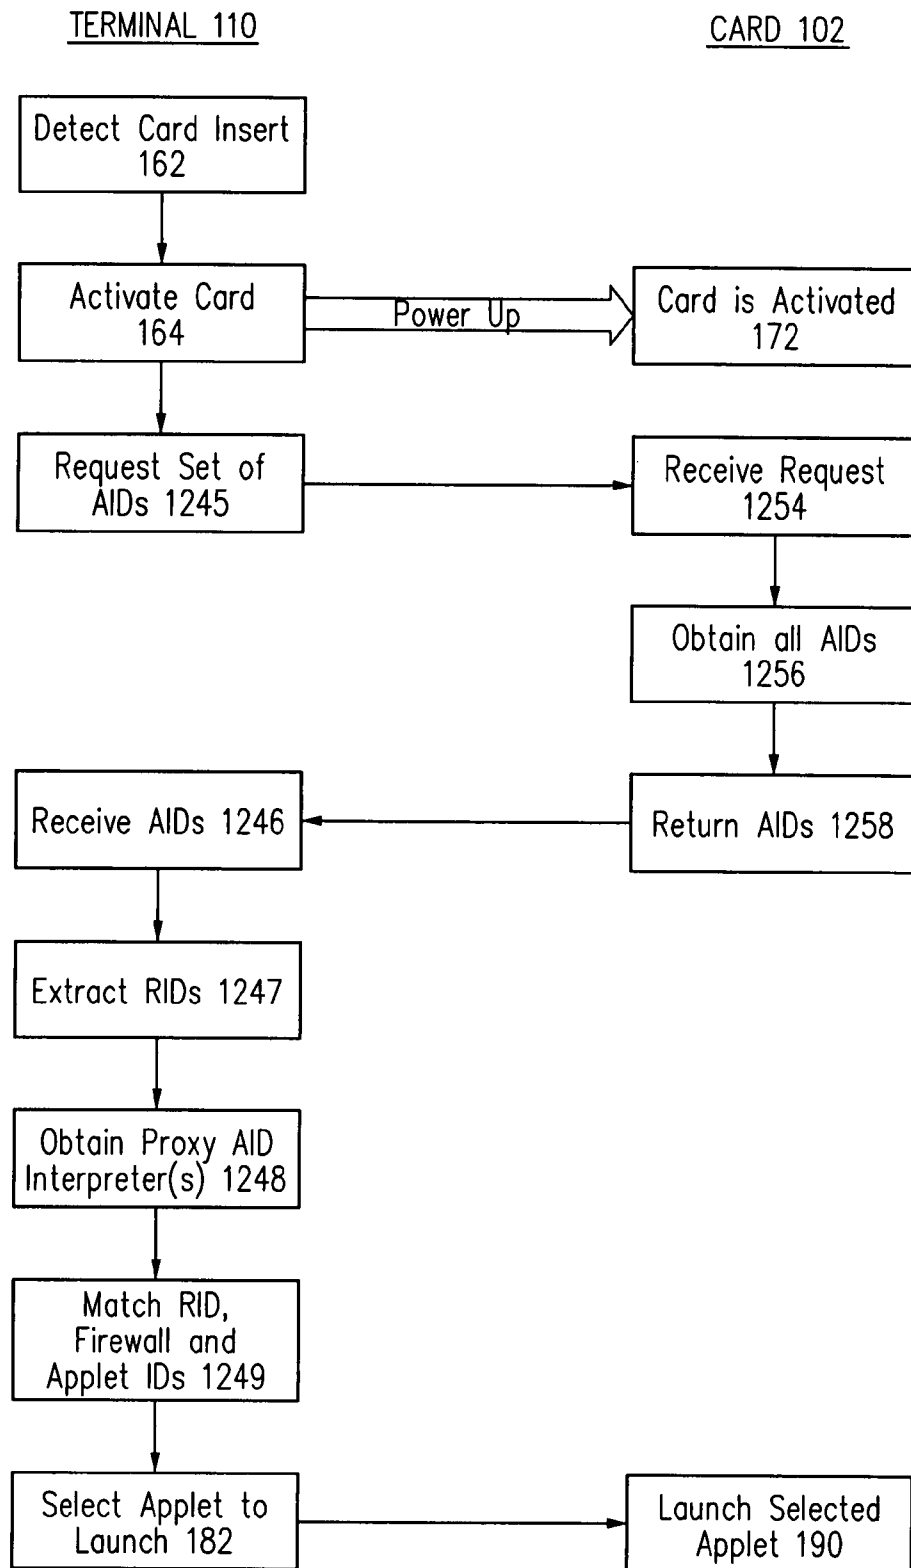 TERMINAL 110
CARD 102
Detect Card Insert
162
Activate Card
164
Power Up
Card is Activated
172
Request Set of
AIDs 1245
Receive Request
1254
Obtain all AIDs
1256
Receive AIDs 1246
Return AIDs 1258
Extract RIDs 1247
Obtain Proxy AID
Interpreter(s) 1248
Match RID,
Firewall and
Applet IDs 1249
Select Applet to
Launch 182
Launch Selected
Applet 190